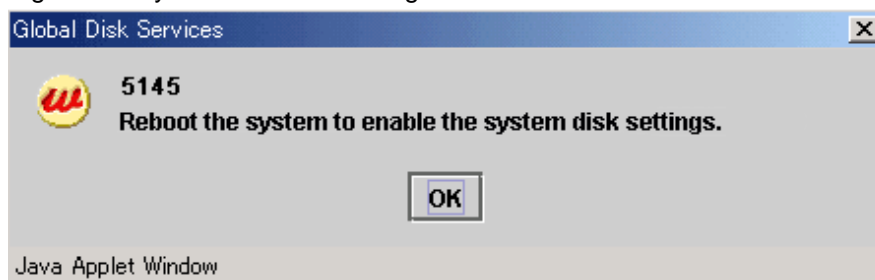 Global Disk Services
5145
Reboot the system to enable the system disk settings.
OK
Java Applet Window